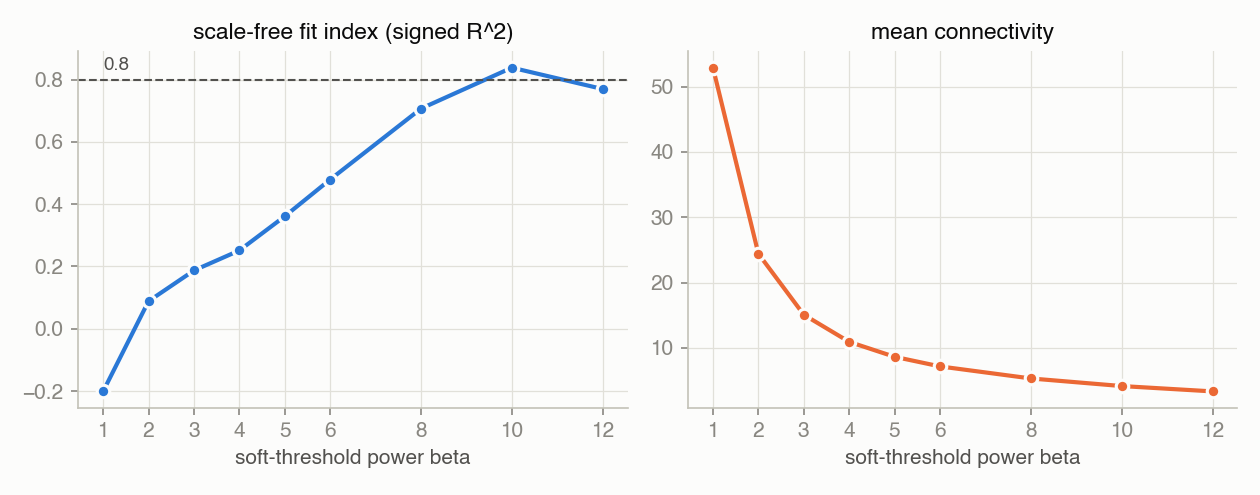 scale-free fit index (signed R^2)
0.8
0.8
0.6
0.4
0.2
0.0
−0.2
1 2 3 4 5 6 8 10 12
soft-threshold power beta
mean connectivity
50
40
30
20
10
1 2 3 4 5 6 8 10 12
soft-threshold power beta